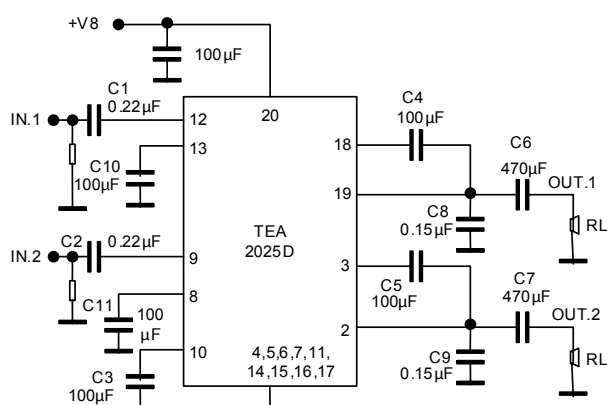 +V8
100µF
C1
0.22µF
IN.1
12
20
13
C10
100µF
C4
100µF
18
C6
470µF
OUT.1
19
C8
0.15µF
RL
TEA
2025D
C2
0.22µF
IN.2
9
3
C5
100µF
C7
470µF
OUT.2
8
C11
100
µF
2
10
C3
100µF
4,5,6,7,11,
14,15,16,17
C9
0.15µF
RL